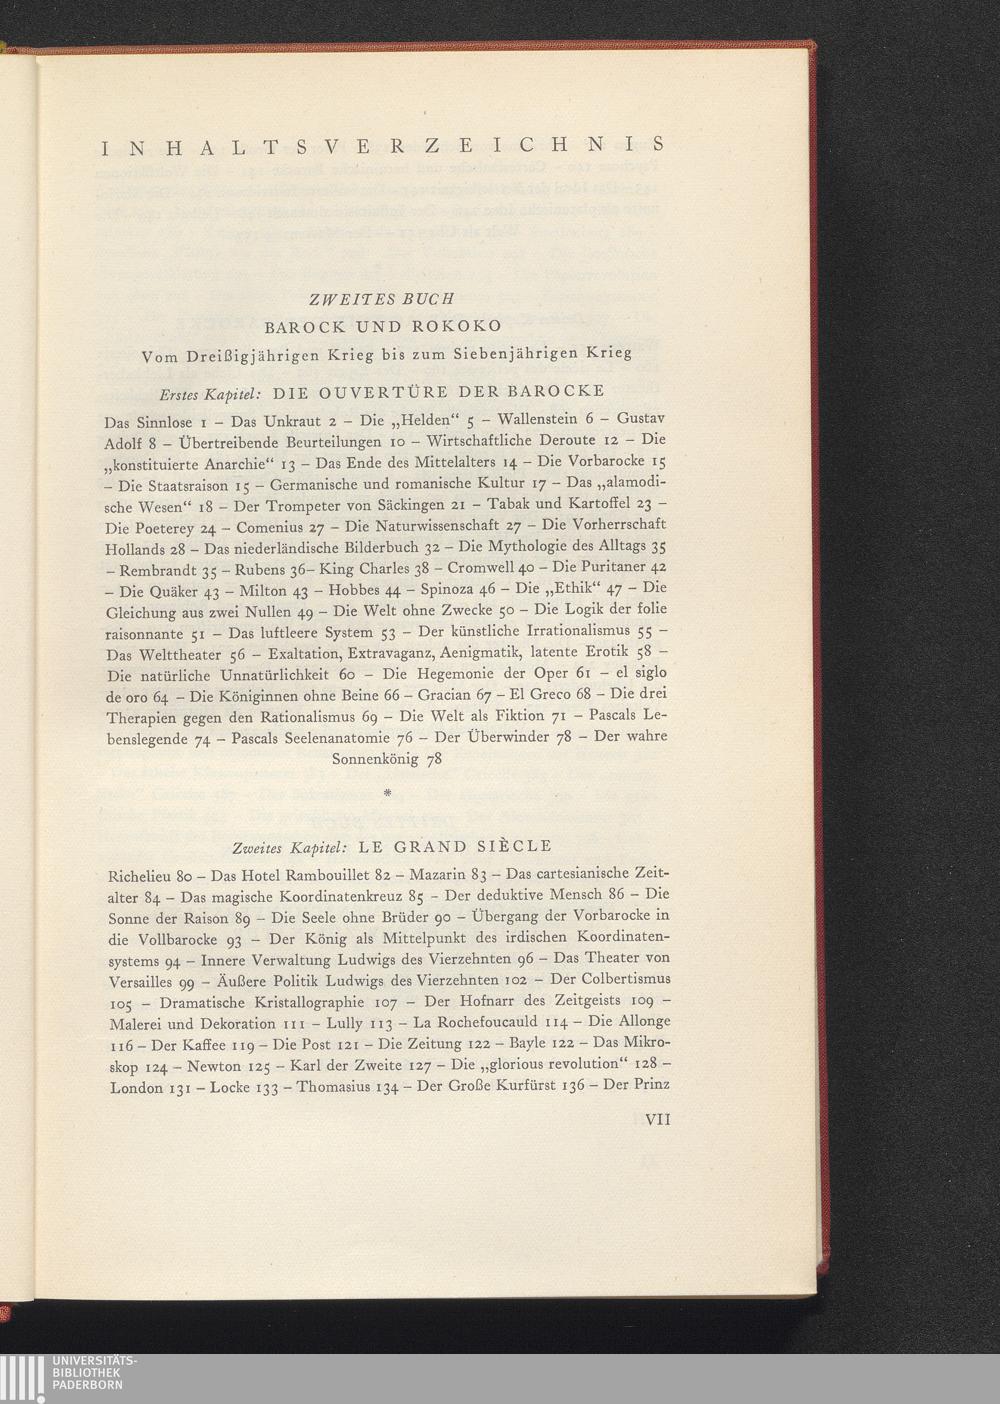 INHALTSVERZEICHNIS
ZWEITES BUCH
BAROCK UND ROKOKO
Vom Dreißigjährigen Krieg bis zum Siebenjährigen Krieg
Erstes Kapitel: DIE OUVERTÜRE DER BAROCKE
Das Sinnlose 1 – Das Unkraut 2 – Die „Helden“ 5 – Wallenstein 6 – Gustav
Adolf 8 – Übertreibende Beurteilungen 10 – Wirtschaftliche Deroute 12 – Die
„konstituierte Anarchie“ 13 – Das Ende des Mittelalters 14 – Die Vorbarocke 15
– Die Staatsraison 15 – Germanische und romanische Kultur 17 – Das „alamodi-
sche Wesen“ 18 – Der Trompeter von Säckingen 21 – Tabak und Kartoffel 23 –
Die Poeterey 24 – Comenius 27 – Die Naturwissenschaft 27 – Die Vorherrschaft
Hollands 28 – Das niederländische Bilderbuch 32 – Die Mythologie des Alltags 35
– Rembrandt 35 – Rubens 36– King Charles 38 – Cromwell 40 – Die Puritaner 42
– Die Quäker 43 – Milton 43 – Hobbes 44 – Spinoza 46 – Die „Ethik“ 47 – Die
Gleichung aus zwei Nullen 49 – Die Welt ohne Zwecke 50 – Die Logik der folie
raisonnante 51 – Das luftleere System 53 – Der künstliche Irrationalismus 55 –
Das Welttheater 56 – Exaltation, Extravaganz, Aenigmatik, latente Erotik 58 –
Die natürliche Unnatürlichkeit 60 – Die Hegemonie der Oper 61 – el siglo
de oro 64 – Die Königinnen ohne Beine 66 – Gracian 67 – El Greco 68 – Die drei
Therapien gegen den Rationalismus 69 – Die Welt als Fiktion 71 – Pascals Le-
benslegende 74 – Pascals Seelenanatomie 76 – Der Überwinder 78 – Der wahre
Sonnenkönig 78
*
Zweites Kapitel: LE GRAND SIÈCLE
Richelieu 80 – Das Hotel Rambouillet 82 – Mazarin 83 – Das cartesianische Zeit-
alter 84 – Das magische Koordinatenkreuz 85 – Der deduktive Mensch 86 – Die
Sonne der Raison 89 – Die Seele ohne Brüder 90 – Übergang der Vorbarocke in
die Vollbarocke 93 – Der König als Mittelpunkt des irdischen Koordinaten-
systems 94 – Innere Verwaltung Ludwigs des Vierzehnten 96 – Das Theater von
Versailles 99 – Äußere Politik Ludwigs des Vierzehnten 102 – Der Colbertismus
105 – Dramatische Kristallographie 107 – Der Hofnarr des Zeitgeists 109 –
Malerei und Dekoration 111 – Lully 113 – La Rochefoucauld 114 – Die Allonge
116 – Der Kaffee 119 – Die Post 121 – Die Zeitung 122 – Bayle 122 – Das Mikro-
skop 124 – Newton 125 – Karl der Zweite 127 – Die „glorious revolution“ 128 –
London 131 – Locke 133 – Thomasius 134 – Der Große Kurfürst 136 – Der Prinz
VII
UNIVERSITÄTS-
BIBLIOTHEK
PADERBORN